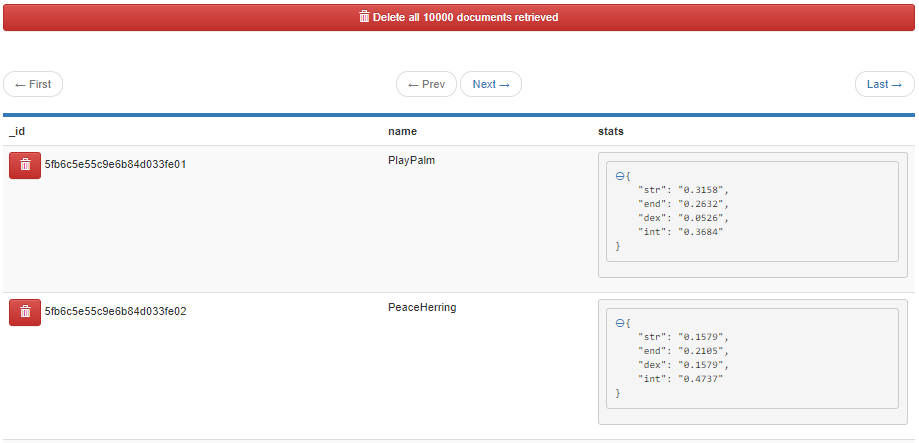 Delete all 10000 documents retrieved
← First
← Prev
Next →
Last →
_id name stats
5fb6c5e55c9e6b84d033fe01 PlayPalm
{
"str": "0.3158",
"end": "0.2632",
"dex": "0.0526",
"int": "0.3684"
}
5fb6c5e55c9e6b84d033fe02 PeaceHerring
{
"str": "0.1579",
"end": "0.2105",
"dex": "0.1579",
"int": "0.4737"
}